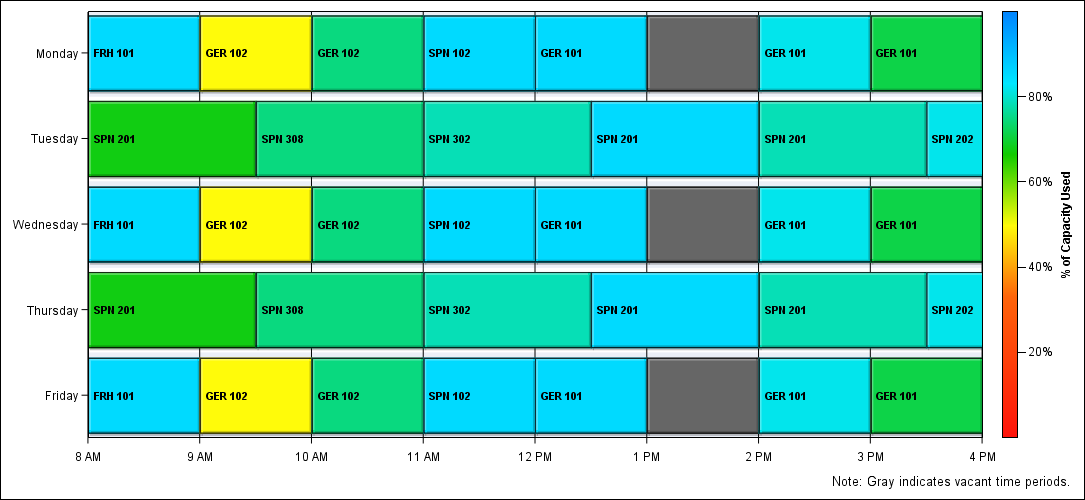 Monday
FRH 101 GER 102 GER 102 SPN 102 GER 101 GER 101 GER 101
Tuesday
SPN 201 SPN 308 SPN 302 SPN 201 SPN 201 SPN 202
Wednesday
FRH 101 GER 102 GER 102 SPN 102 GER 101 GER 101 GER 101
Thursday
SPN 201 SPN 308 SPN 302 SPN 201 SPN 201 SPN 202
Friday
FRH 101 GER 102 GER 102 SPN 102 GER 101 GER 101 GER 101
8 AM 9 AM 10 AM 11 AM 12 PM 1 PM 2 PM 3 PM 4 PM
80%
60%
40%
20%
% of Capacity Used
Note: Gray indicates vacant time periods.